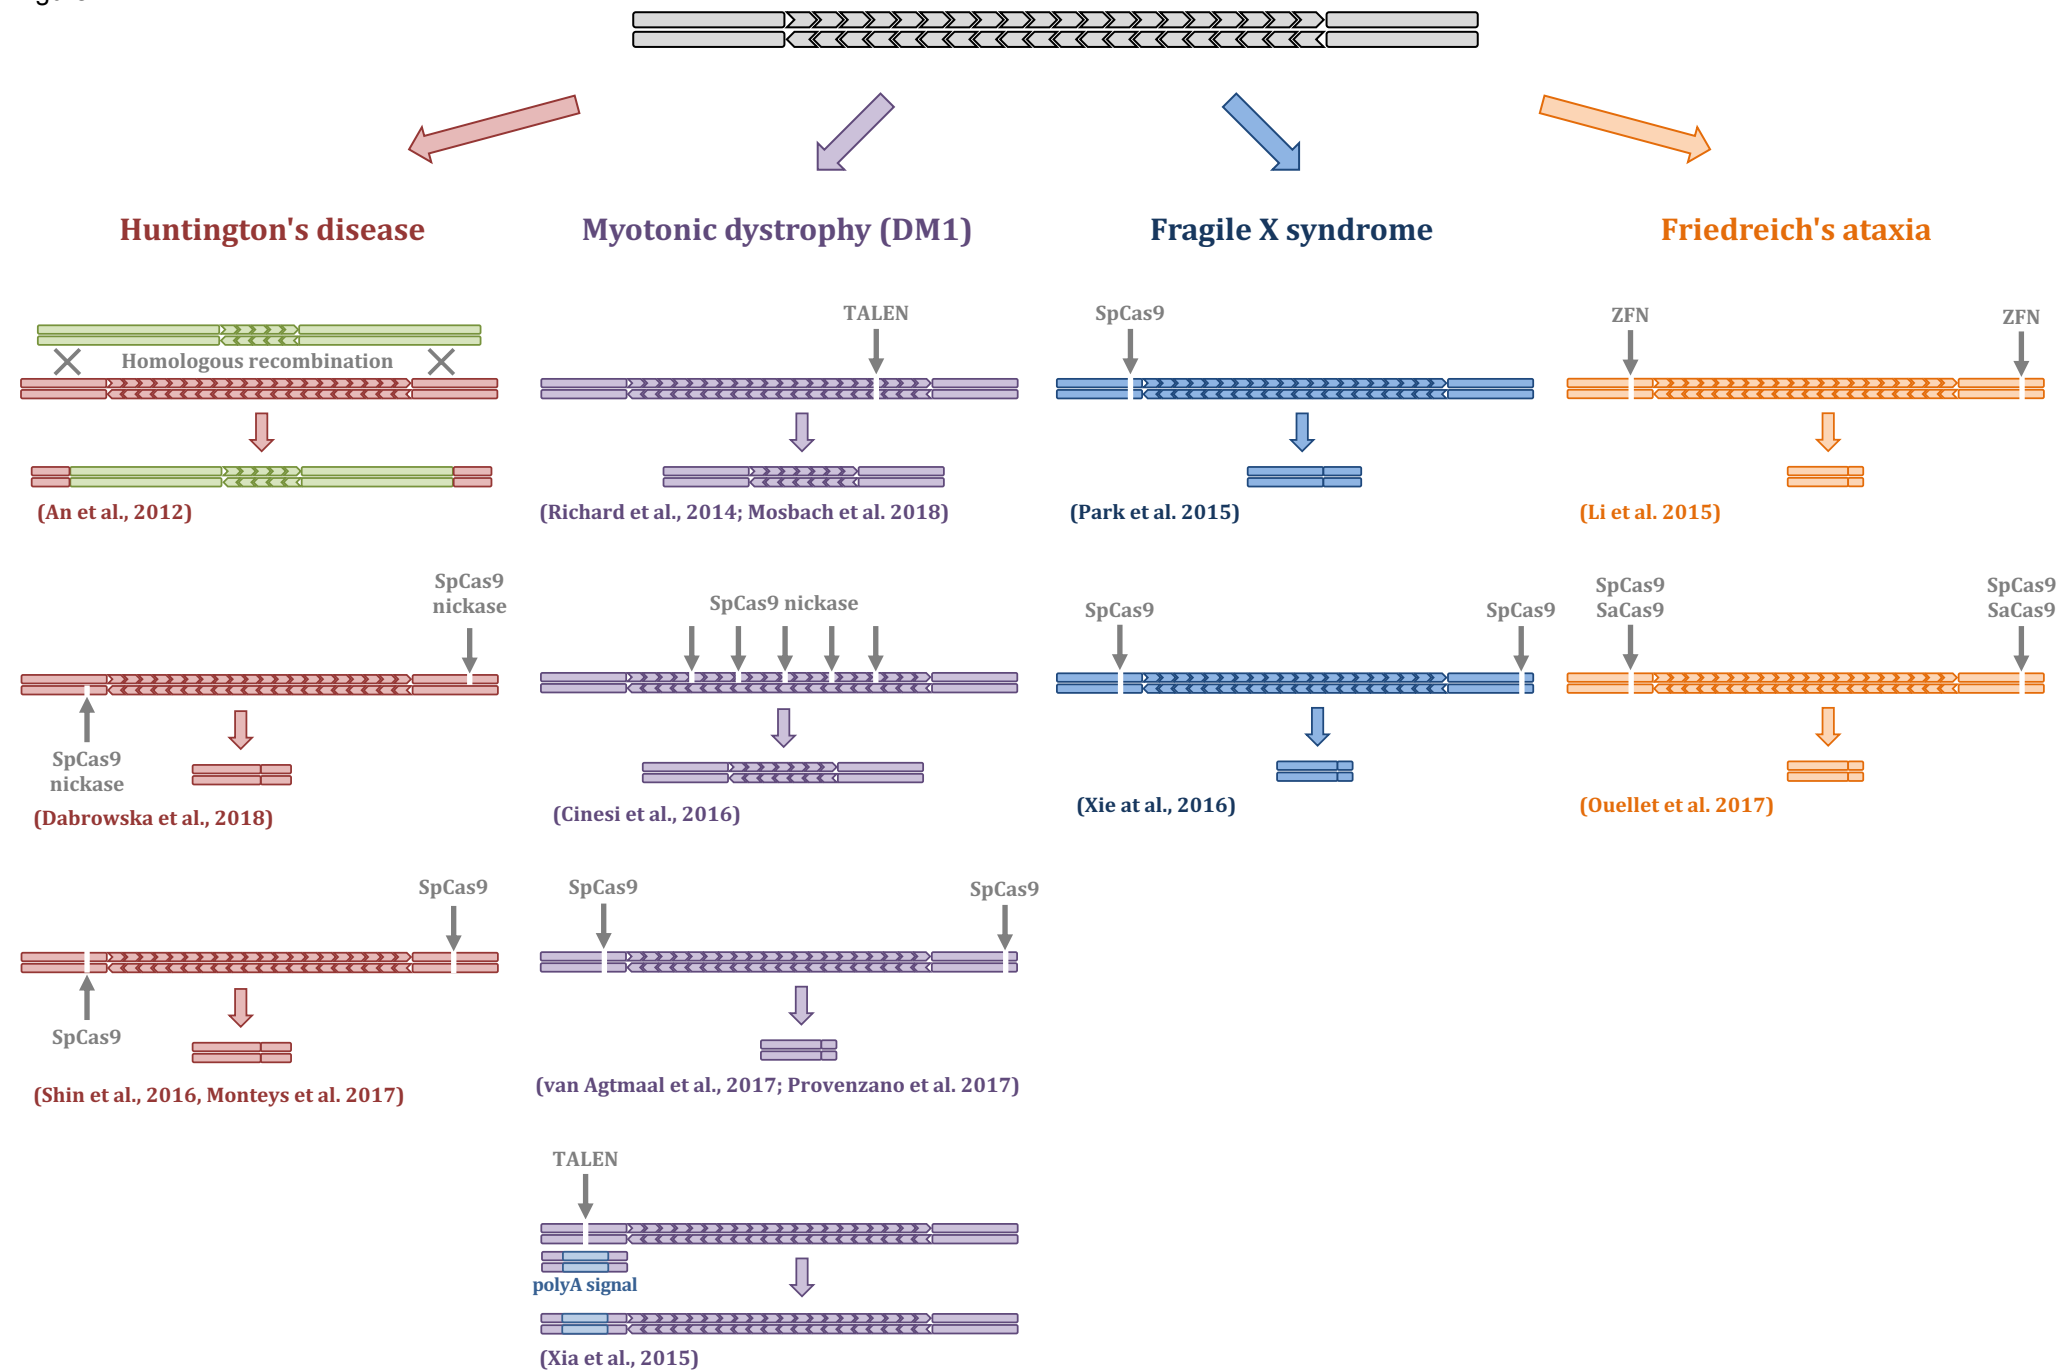 Huntington's disease
Myotonic dystrophy (DM1)
Fragile X syndrome
Friedreich's ataxia
Homologous recombination
(An et al., 2012)
SpCas9
nickase
SpCas9
nickase
(Dabrowska et al., 2018)
SpCas9
SpCas9
(Shin et al., 2016, Monteys et al. 2017)
TALEN
(Richard et al., 2014; Mosbach et al. 2018)
SpCas9 nickase
(Cinesi et al., 2016)
SpCas9
SpCas9
(van Agtmaal et al., 2017; Provenzano et al. 2017)
TALEN
polyA signal
(Xia et al., 2015)
SpCas9
(Park et al. 2015)
SpCas9
SpCas9
(Xie at al., 2016)
ZFN
ZFN
(Li et al. 2015)
SpCas9
SaCas9
SpCas9
SaCas9
(Ouellet et al. 2017)